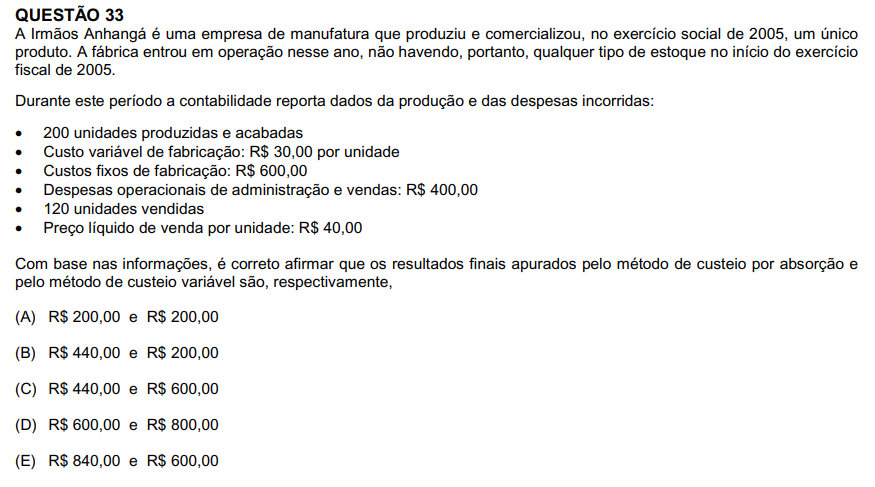 QUESTÃO 33
A Irmãos Anhangá é uma empresa de manufatura que produziu e comercializou, no exercício social de 2005, um único
produto. A fábrica entrou em operação nesse ano, não havendo, portanto, qualquer tipo de estoque no início do exercício
fiscal de 2005.
Durante este período a contabilidade reporta dados da produção e das despesas incorridas:
• 200 unidades produzidas e acabadas
• Custo variável de fabricação: R$ 30,00 por unidade
• Custos fixos de fabricação: R$ 600,00
• Despesas operacionais de administração e vendas: R$ 400,00
• 120 unidades vendidas
• Preço líquido de venda por unidade: R$ 40,00
Com base nas informações, é correto afirmar que os resultados finais apurados pelo método de custeio por absorção e
pelo método de custeio variável são, respectivamente,
(A) R$ 200,00 e R$ 200,00
(B) R$ 440,00 e R$ 200,00
(C) R$ 440,00 e R$ 600,00
(D) R$ 600,00 e R$ 800,00
(E) R$ 840,00 e R$ 600,00